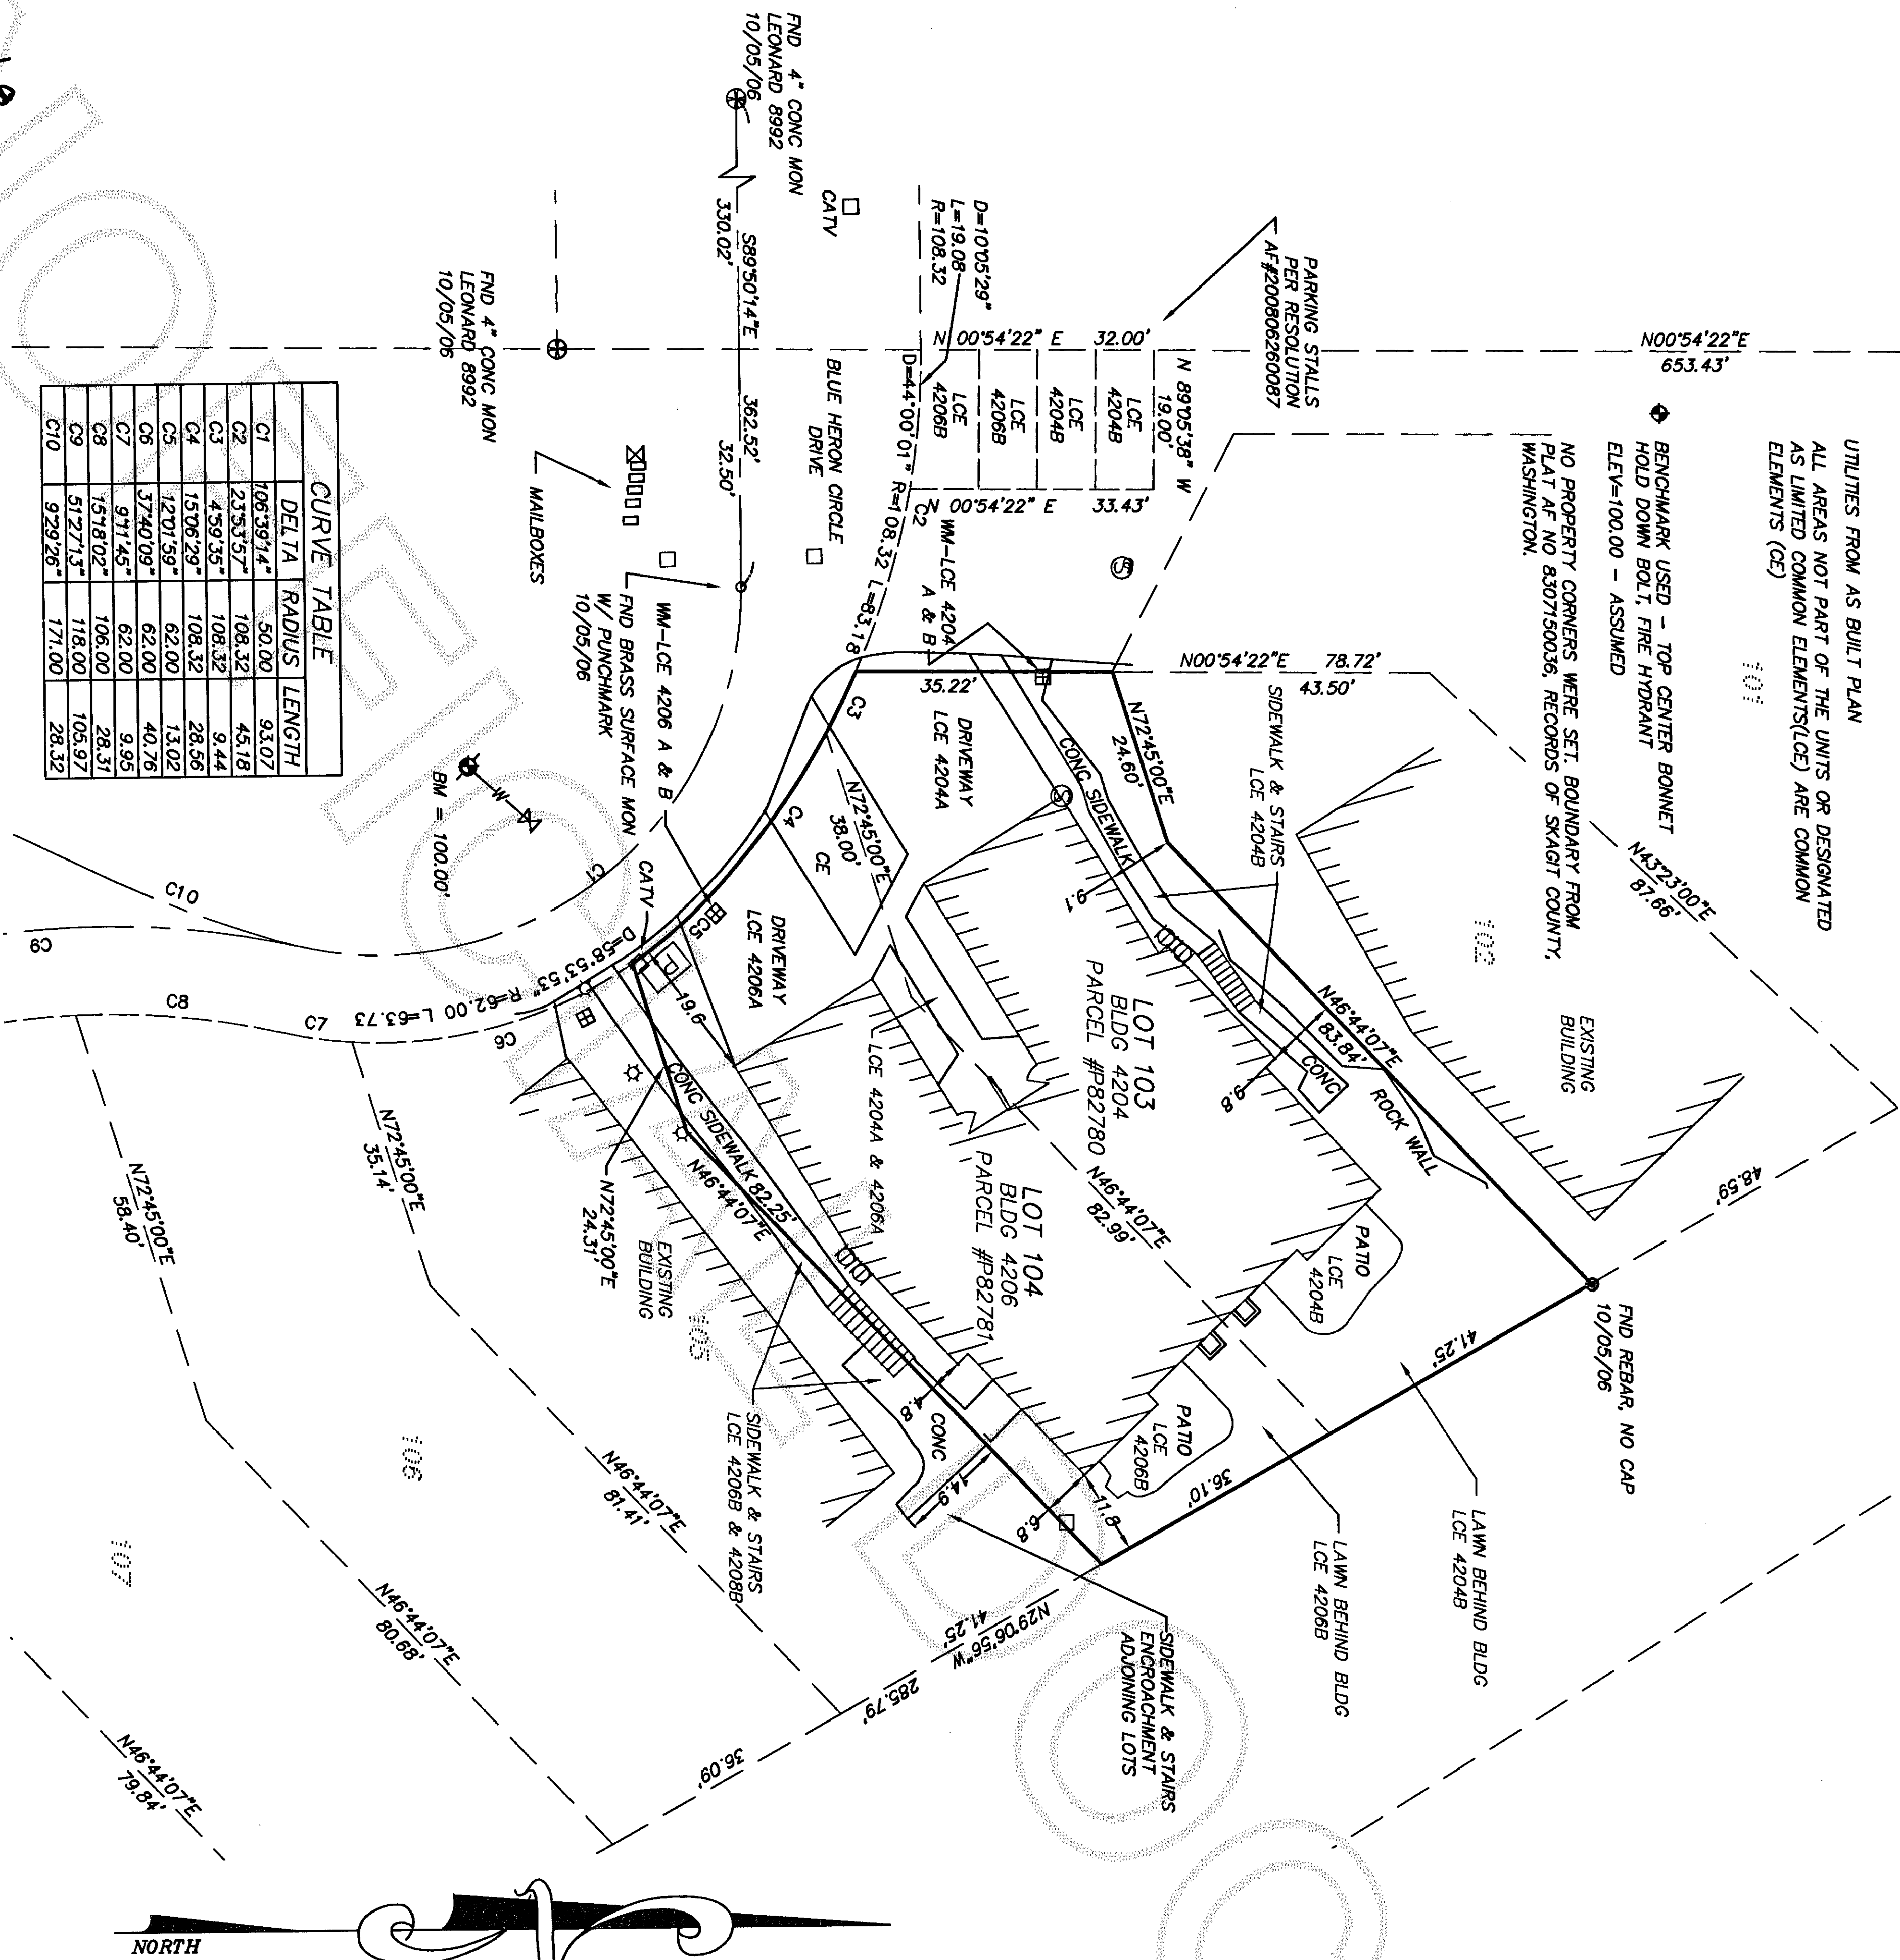 UTILITIES FROM AS BUILT PLAN
ALL AREAS NOT PART OF THE UNITS OR DESIGNATED
AS LIMITED COMMON ELEMENTS(LCE) ARE COMMON
ELEMENTS (CE)
BENCHMARK USED - TOP CENTER BONNET
HOLD DOWN BOLT, FIRE HYDRANT
ELEV=100.00 - ASSUMED
NO PROPERTY CORNERS WERE SET. BOUNDARY FROM
PLAT AF NO 8307150036, RECORDS OF SKAGIT COUNTY,
WASHINGTON.
N00°54'22"E
653.43'
PARKING STALLS
PER RESOLUTION
AF#200806260087
N 89°05'38" W
19.00'
N 00°54'22" E 32.00'
LCE
4204B
LCE
4204B
LCE
4206B
LCE
4206B
N 00°54'22" E 33.43'
D=10°05'29"
L=19.08
R=108.32
D=44°00'01" R=108.32 L=83.18
C2
BLUE HERON CIRCLE
DRIVE
CATV
FND 4" CONC MON
LEONARD 8992
10/05/06
S89°50'14"E
330.02'
362.52'
32.50'
FND 4" CONC MON
LEONARD 8992
10/05/06
MAILBOXES
FND BRASS SURFACE MON
W/ PUNCHMARK
10/05/06
WM-LCE 4206 A & B
WM-LCE 4204
A & B
CATV
BM = 100.00'
W
CURVE TABLE
DELTA RADIUS LENGTH
C1 106°39'14" 50.00 93.07
C2 23°53'57" 108.32 45.18
C3 4°59'35" 108.32 9.44
C4 15°06'29" 108.32 28.56
C5 12°01'59" 62.00 13.02
C6 37°40'09" 62.00 40.76
C7 9°11'45" 62.00 9.95
C8 15°18'02" 106.00 28.31
C9 51°27'13" 118.00 105.97
C10 9°29'26" 171.00 28.32
101
102
N00°54'22"E 78.72'
43.50'
35.22'
N72°45'00"E
24.60'
N43°23'00"E
87.66'
48.59'
EXISTING
BUILDING
SIDEWALK & STAIRS
LCE 4204B
CONC SIDEWALK
S
S
DRIVEWAY
LCE 4204A
C3
C4
N72°45'00"E
38.00'
CE
DRIVEWAY
LCE 4206A
C5
T
19.6
C1
D=58°53'53" R=62.00 L=63.73
C6
C7
C8
C9
C10
9.1
N46°44'07"E
83.84'
9.8
CONC
ROCK WALL
LOT 103
BLDG 4204
PARCEL #P82780
LOT 104
BLDG 4206
PARCEL #P82781
LCE 4204A & 4206A
N46°44'07"E
82.99'
PATIO
LCE
4204B
PATIO
LCE
4206B
FND REBAR, NO CAP
10/05/06
41.25'
36.10'
LAWN BEHIND BLDG
LCE 4204B
LAWN BEHIND BLDG
LCE 4206B
CONC SIDEWALK
82.25'
N46°44'07"E
N72°45'00"E
24.31'
EXISTING
BUILDING
105
SIDEWALK & STAIRS
LCE 4206B & 4208B
4.8
CONC
14.9
6.8
11.8
SIDEWALK & STAIRS
ENCROACHMENT
ADJOINING LOTS
N29°06'56"W
41.25'
285.79'
36.09'
N72°45'00"E
35.14'
N72°45'00"E
58.40'
N46°44'07"E
81.41'
N46°44'07"E
80.68'
N46°44'07"E
79.84'
106
107
NORTH